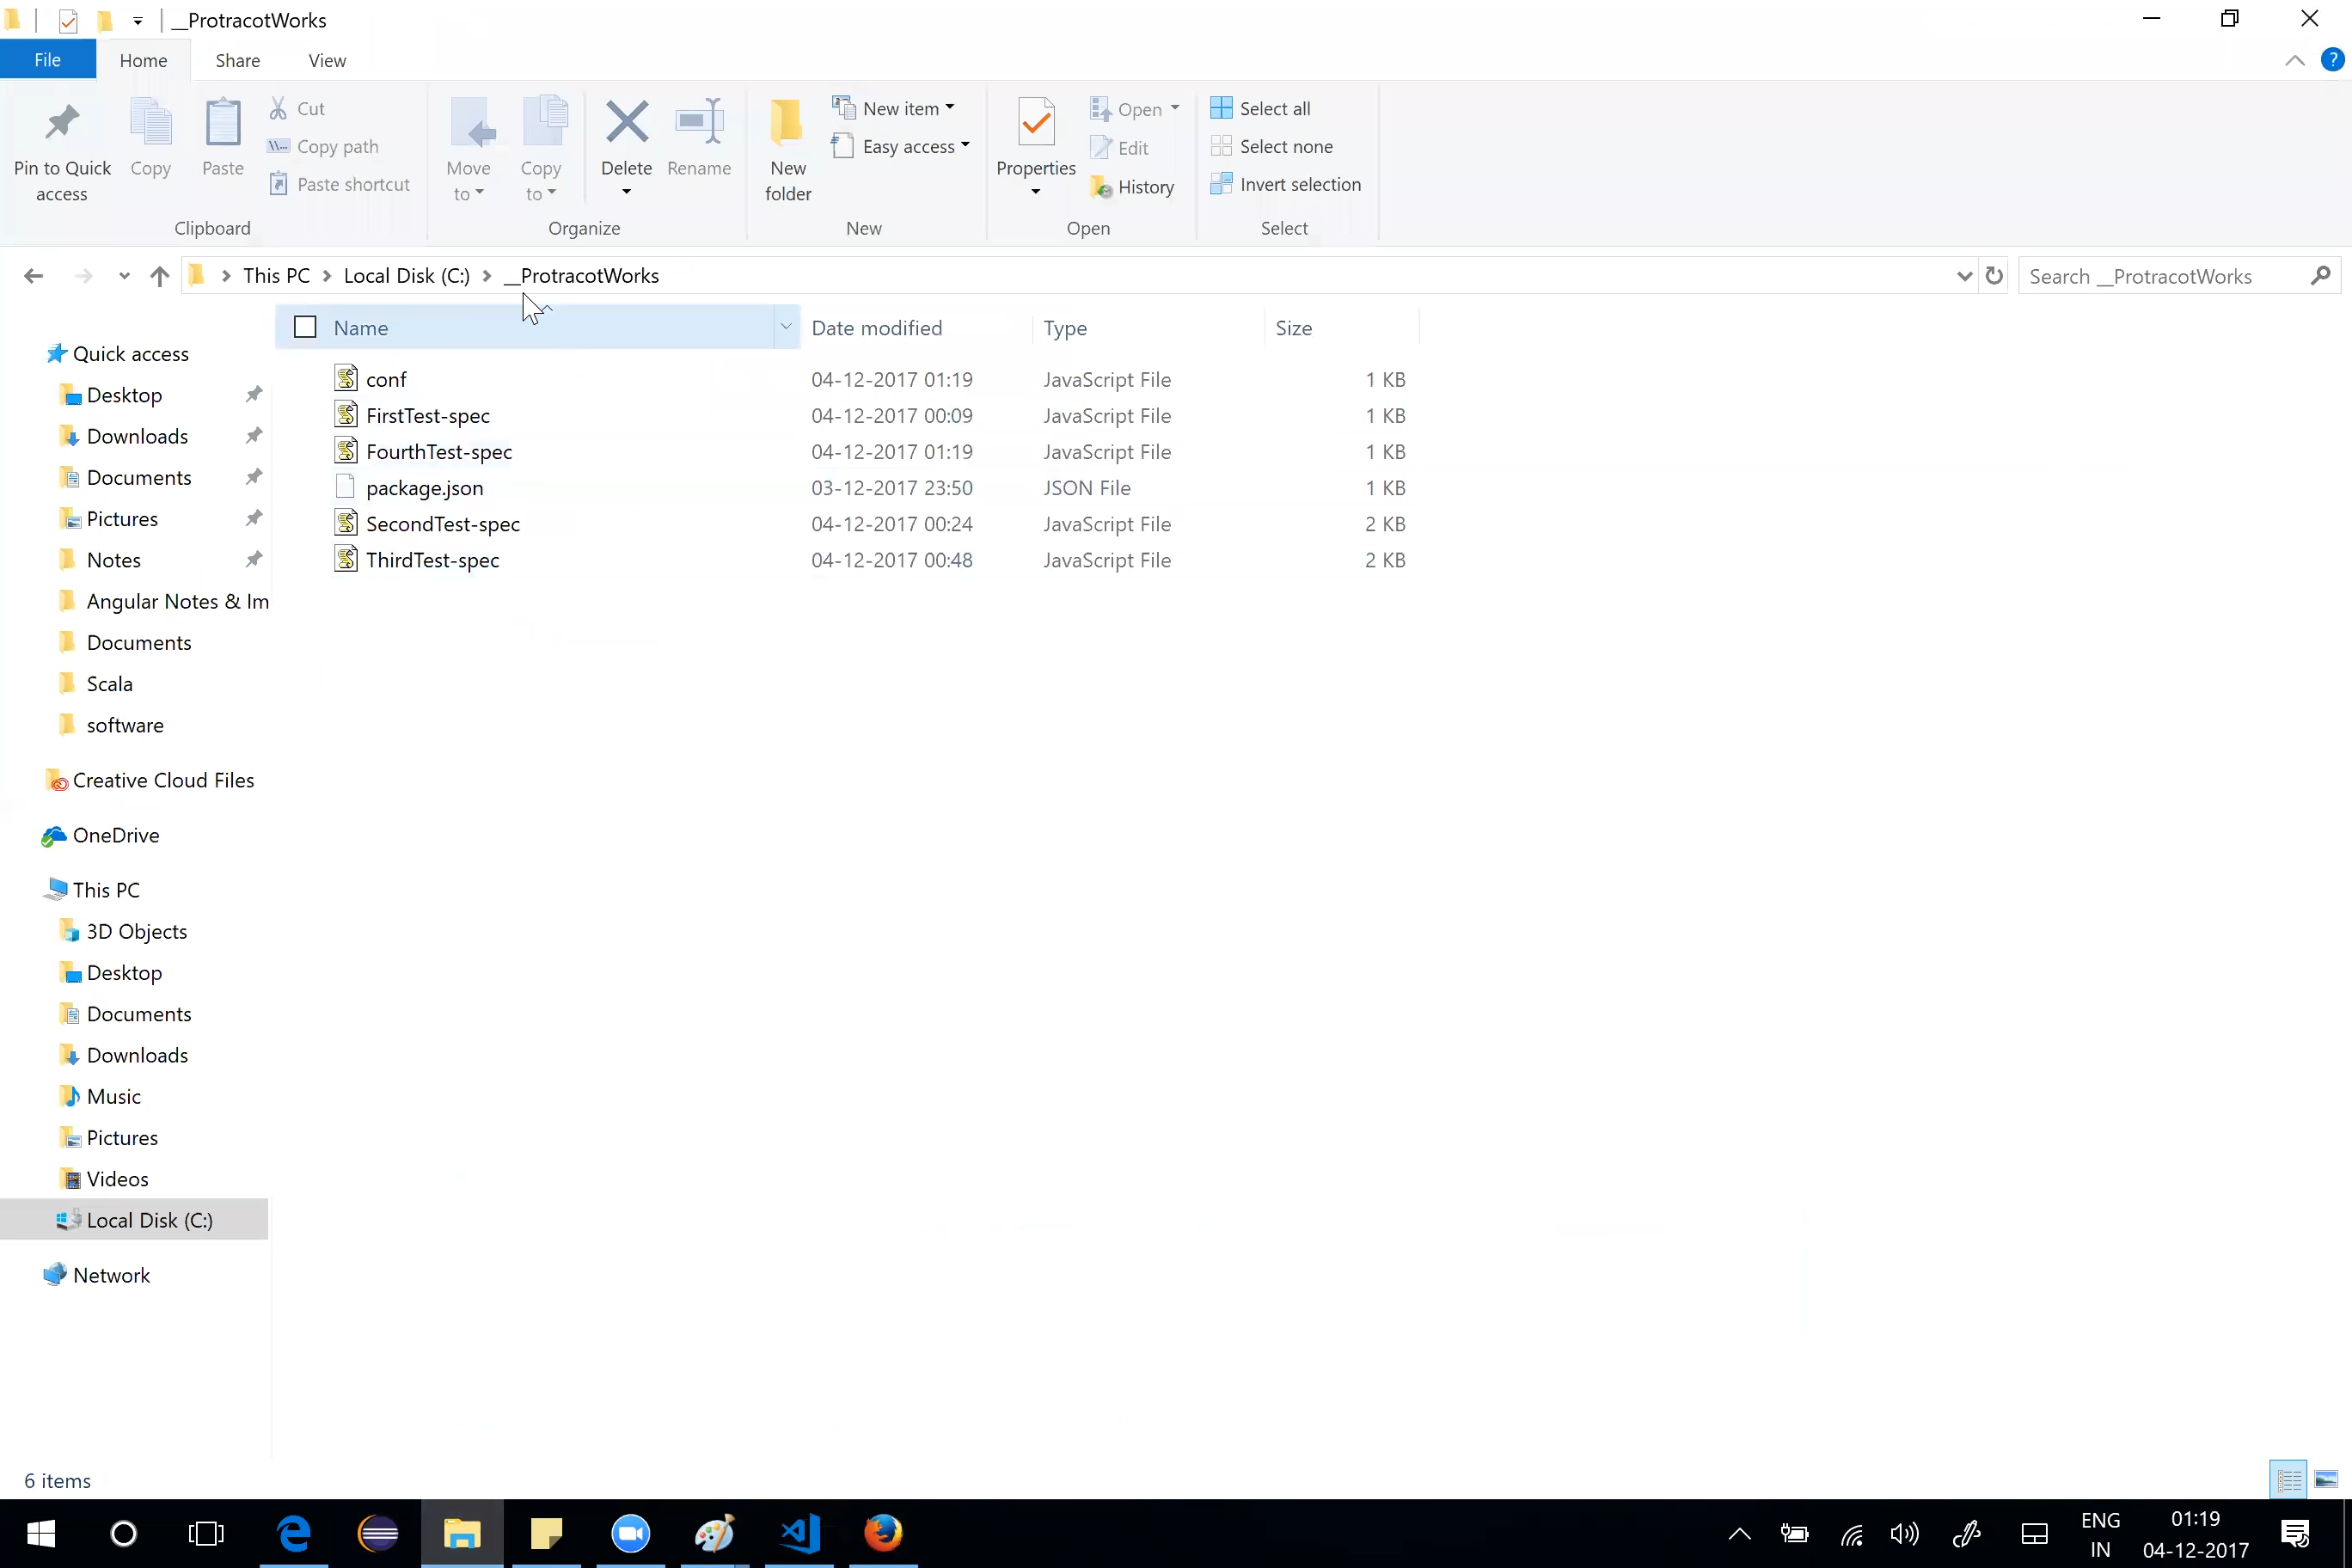 __ProtracotWorks
File Home Share View
Pin to Quick access
Copy
Paste
Cut
Copy path
Paste shortcut
Clipboard
Move to
Copy to
Delete
Rename
Organize
New folder
New item
Easy access
New
Properties
Open
Edit
History
Open
Select all
Select none
Invert selection
Select
This PC Local Disk (C:) __ProtracotWorks
Search __ProtracotWorks
Name Date modified Type Size
conf 04-12-2017 01:19 JavaScript File 1 KB
FirstTest-spec 04-12-2017 00:09 JavaScript File 1 KB
FourthTest-spec 04-12-2017 01:19 JavaScript File 1 KB
package.json 03-12-2017 23:50 JSON File 1 KB
SecondTest-spec 04-12-2017 00:24 JavaScript File 2 KB
ThirdTest-spec 04-12-2017 00:48 JavaScript File 2 KB
Quick access
Desktop
Downloads
Documents
Pictures
Notes
Angular Notes & Im
Documents
Scala
software
Creative Cloud Files
OneDrive
This PC
3D Objects
Desktop
Documents
Downloads
Music
Pictures
Videos
Local Disk (C:)
Network
6 items
ENG
IN
01:19
04-12-2017